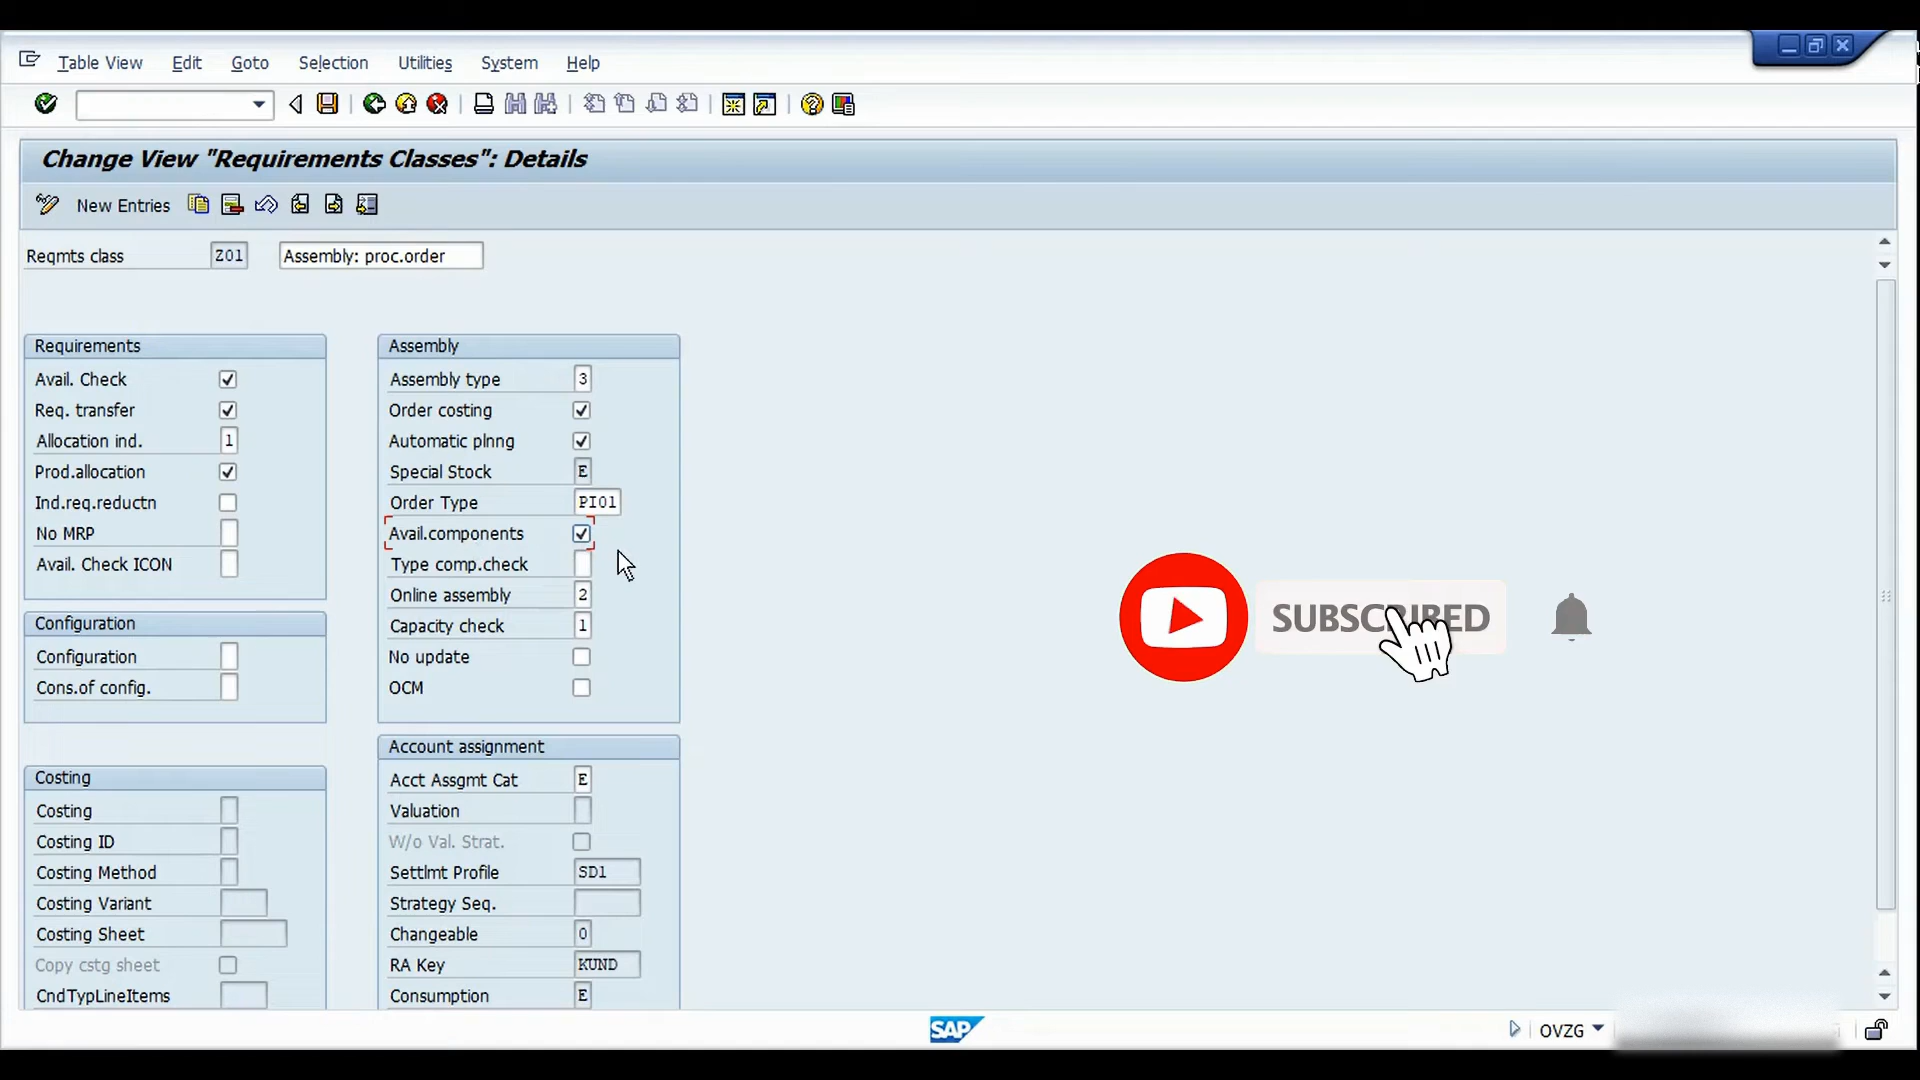 Table View Edit Goto Selection Utilities System Help
Change View "Requirements Classes": Details
New Entries
Reqmts class Z01 Assembly: proc.order
Requirements
Avail. Check
Req. transfer
Allocation ind. 1
Prod.allocation
Ind.req.reductn
No MRP
Avail. Check ICON
Configuration
Configuration
Cons.of config.
Costing
Costing
Costing ID
Costing Method
Costing Variant
Costing Sheet
Copy cstg sheet
CndTypLineItems
Assembly
Assembly type 3
Order costing
Automatic plnng
Special Stock E
Order Type PI01
Avail.components
Type comp.check
Online assembly 2
Capacity check 1
No update
OCM
Account assignment
Acct Assgmt Cat E
Valuation
W/o Val. Strat.
Settlmt Profile SD1
Strategy Seq.
Changeable 0
RA Key KUND
Consumption E
SUBSCRIBED
SAP
OVZG